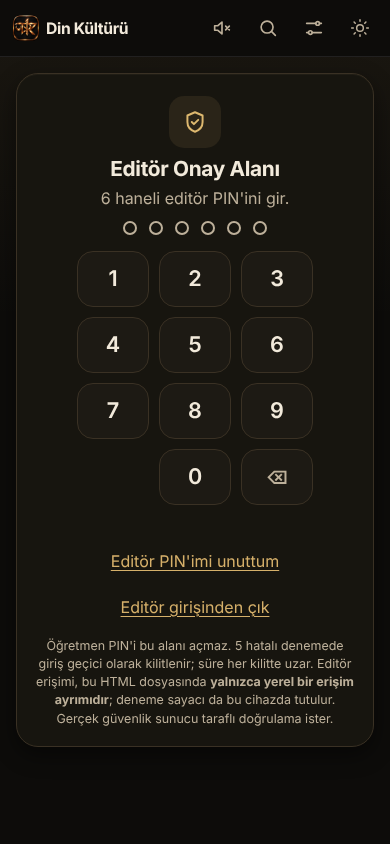 Din Kültürü
Editör Onay Alanı
6 haneli editör PIN'ini gir.
1 2 3
4 5 6
7 8 9
0
Editör PIN'imi unuttum
Editör girişinden çık
Öğretmen PIN'i bu alanı açmaz. 5 hatalı denemede
giriş geçici olarak kilitlenir; süre her kilitte uzar. Editör
erişimi, bu HTML dosyasında yalnızca yerel bir erişim
ayrımıdır; deneme sayacı da bu cihazda tutulur.
Gerçek güvenlik sunucu taraflı doğrulama ister.